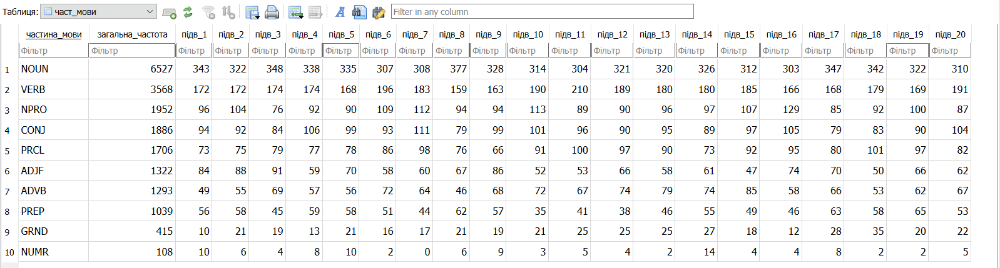 Таблиця: част_мови Filter in any column
частина_мови загальна_частота підв_1 підв_2 підв_3 підв_4 підв_5 підв_6 підв_7 підв_8 підв_9 підв_10 підв_11 підв_12 підв_13 підв_14 підв_15 підв_16 підв_17 підв_18 підв_19 підв_20
Фільтр Фільтр Фільтр Фільтр Фільтр Фільтр Фільтр Фільтр Фільтр Фільтр Фільтр Фільтр Фільтр Фільтр Фільтр Фільтр Фільтр Фільтр Фільтр Фільтр Фільтр Фільтр
1 NOUN 6527 343 322 348 338 335 307 308 377 328 314 304 321 320 326 312 303 347 342 322 310
2 VERB 3568 172 172 174 174 168 196 183 159 163 190 210 189 180 180 185 166 168 179 169 191
3 NPRO 1952 96 104 76 92 90 109 112 94 94 113 89 90 96 97 107 129 85 92 100 87
4 CONJ 1886 94 92 84 106 99 93 111 79 99 101 96 90 95 89 97 105 79 83 90 104
5 PRCL 1706 73 75 79 77 78 86 98 76 66 91 100 97 90 73 92 95 80 101 97 82
6 ADJF 1322 84 88 91 59 70 58 60 67 86 52 53 66 58 61 47 74 70 50 66 62
7 ADVB 1293 49 55 69 57 56 72 64 46 68 72 67 74 79 74 85 58 66 53 62 67
8 PREP 1039 56 58 45 59 58 51 44 62 57 35 41 38 46 55 49 46 63 58 65 53
9 GRND 415 10 21 19 13 21 16 17 21 19 21 25 25 25 27 18 12 28 35 20 22
10 NUMR 108 10 6 4 8 10 2 0 6 9 3 5 4 2 14 4 4 8 2 2 5